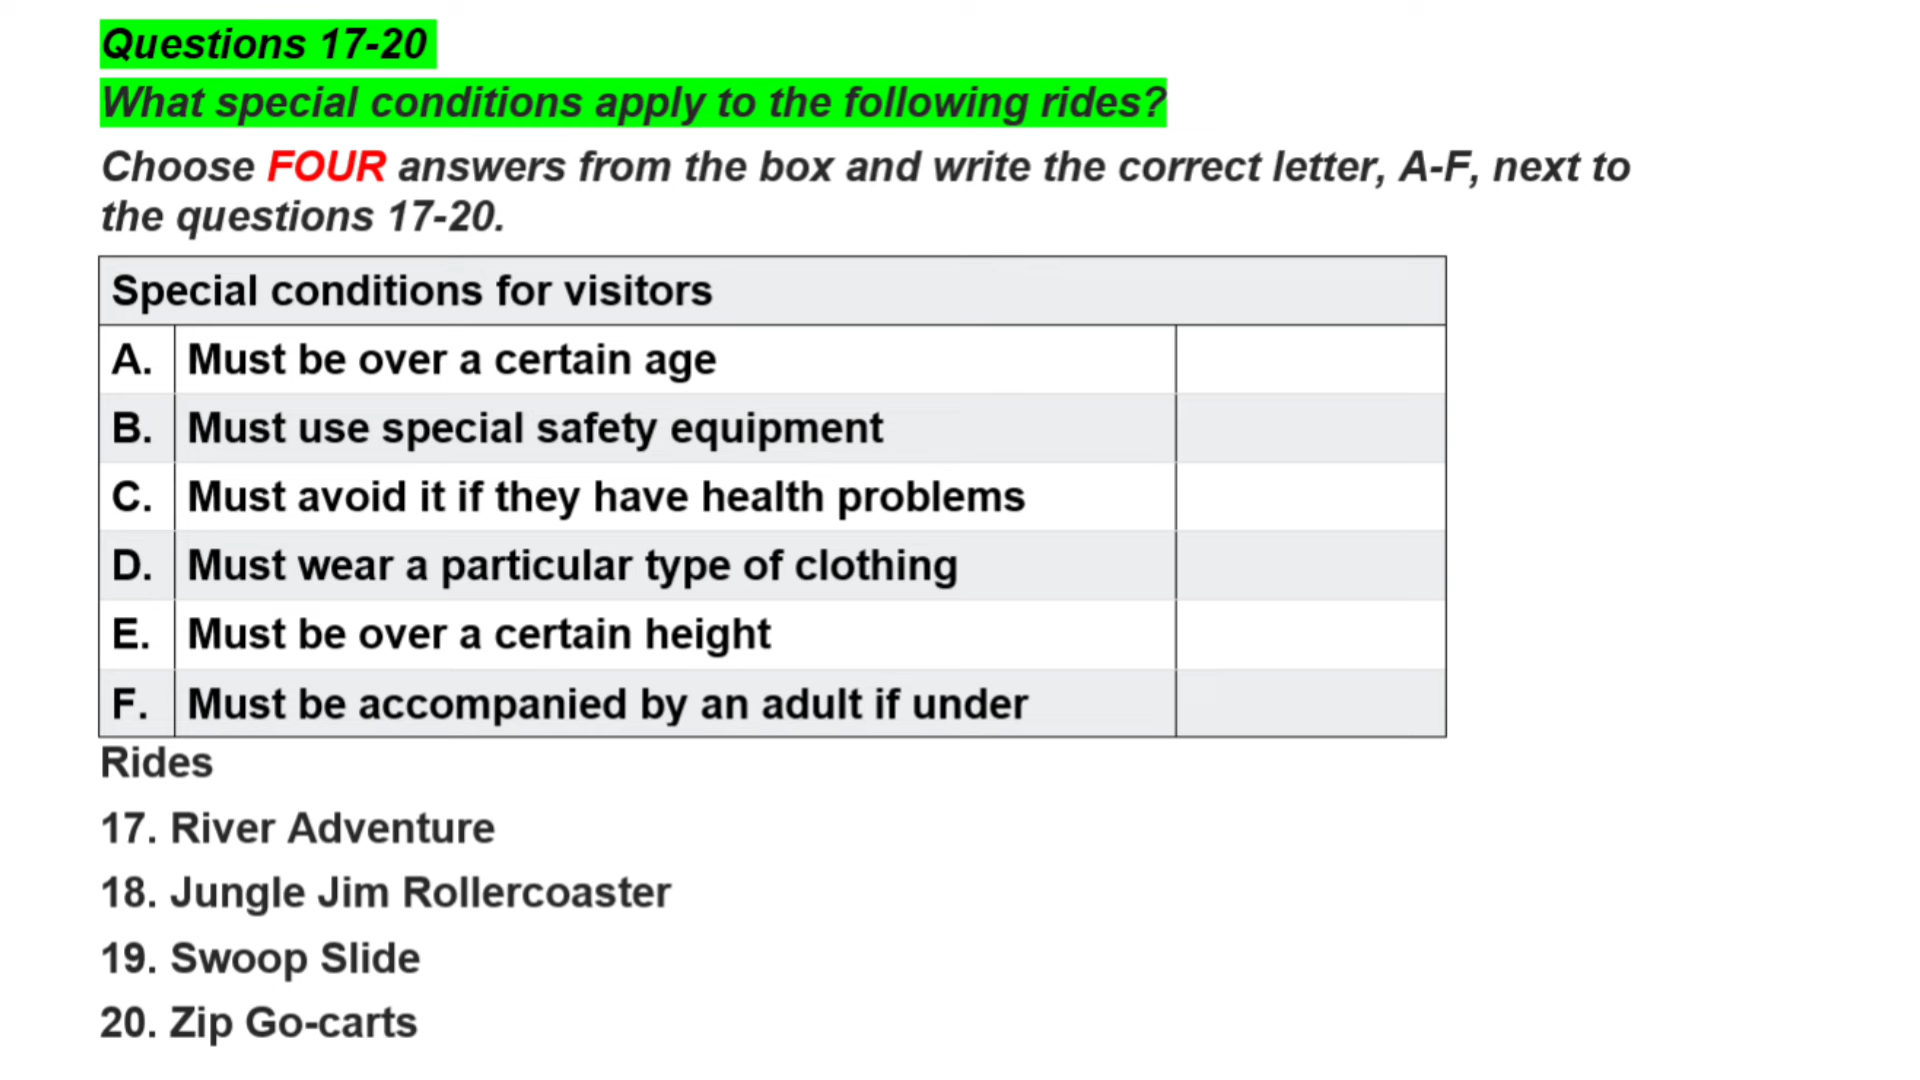 Questions 17-20
What special conditions apply to the following rides?
Choose FOUR answers from the box and write the correct letter, A-F, next to
the questions 17-20.
Special conditions for visitors
A. Must be over a certain age
B. Must use special safety equipment
C. Must avoid it if they have health problems
D. Must wear a particular type of clothing
E. Must be over a certain height
F. Must be accompanied by an adult if under
Rides
17. River Adventure
18. Jungle Jim Rollercoaster
19. Swoop Slide
20. Zip Go-carts